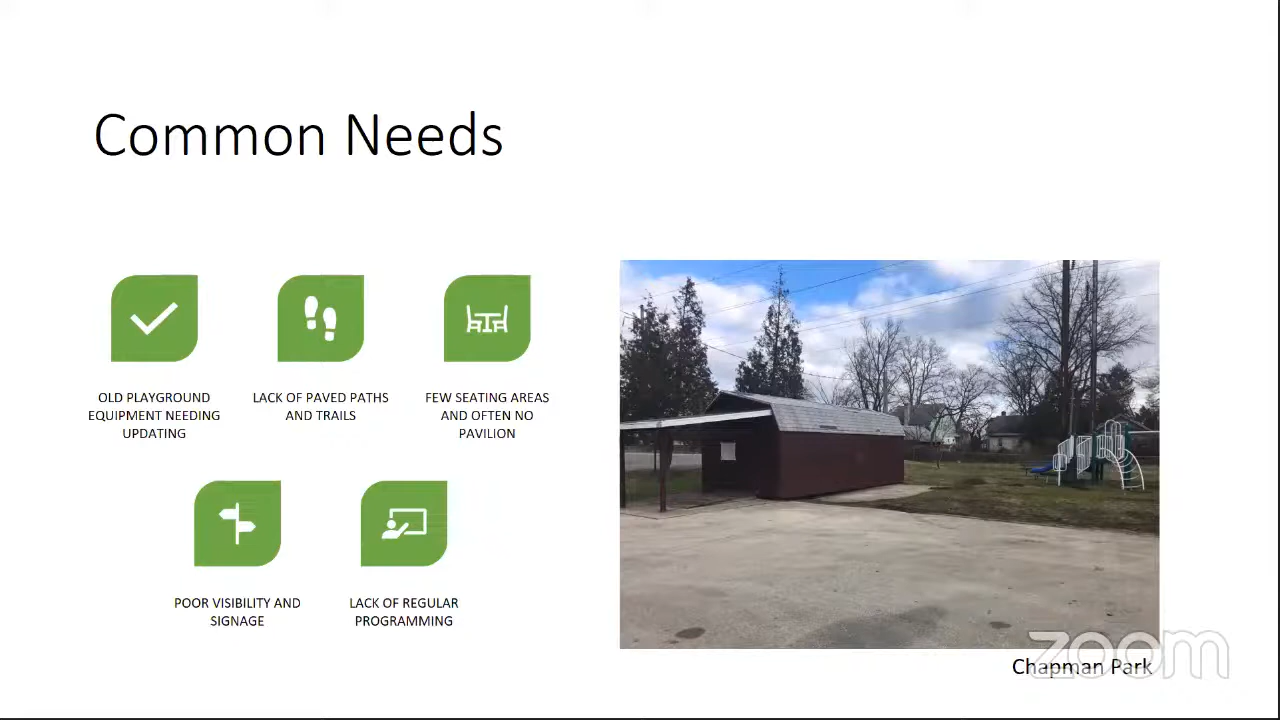 Common Needs
OLD PLAYGROUND
EQUIPMENT NEEDING
UPDATING
LACK OF PAVED PATHS
AND TRAILS
FEW SEATING AREAS
AND OFTEN NO
PAVILION
POOR VISIBILITY AND
SIGNAGE
LACK OF REGULAR
PROGRAMMING
Chapman Park
zoom